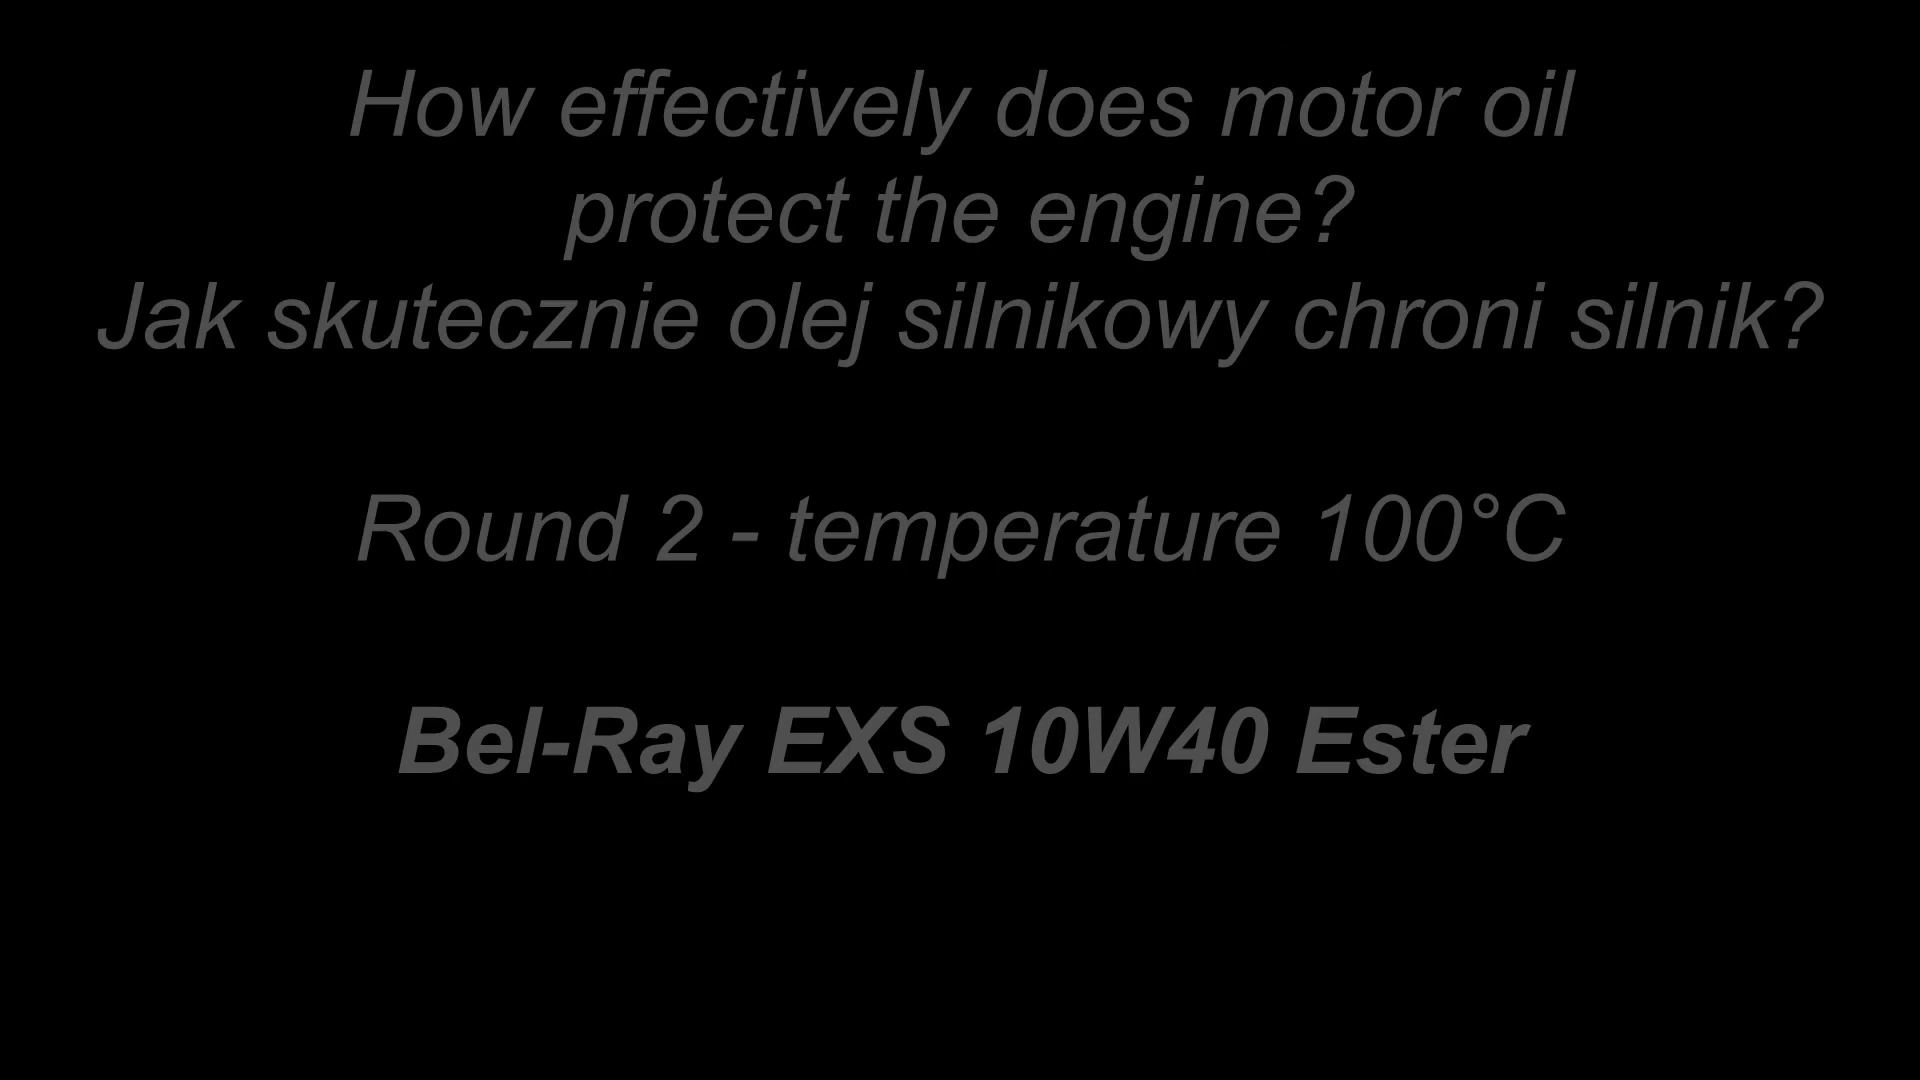 How effectively does motor oil
protect the engine?
Jak skutecznie olej silnikowy chroni silnik?
Round 2 - temperature 100°C
Bel-Ray EXS 10W40 Ester